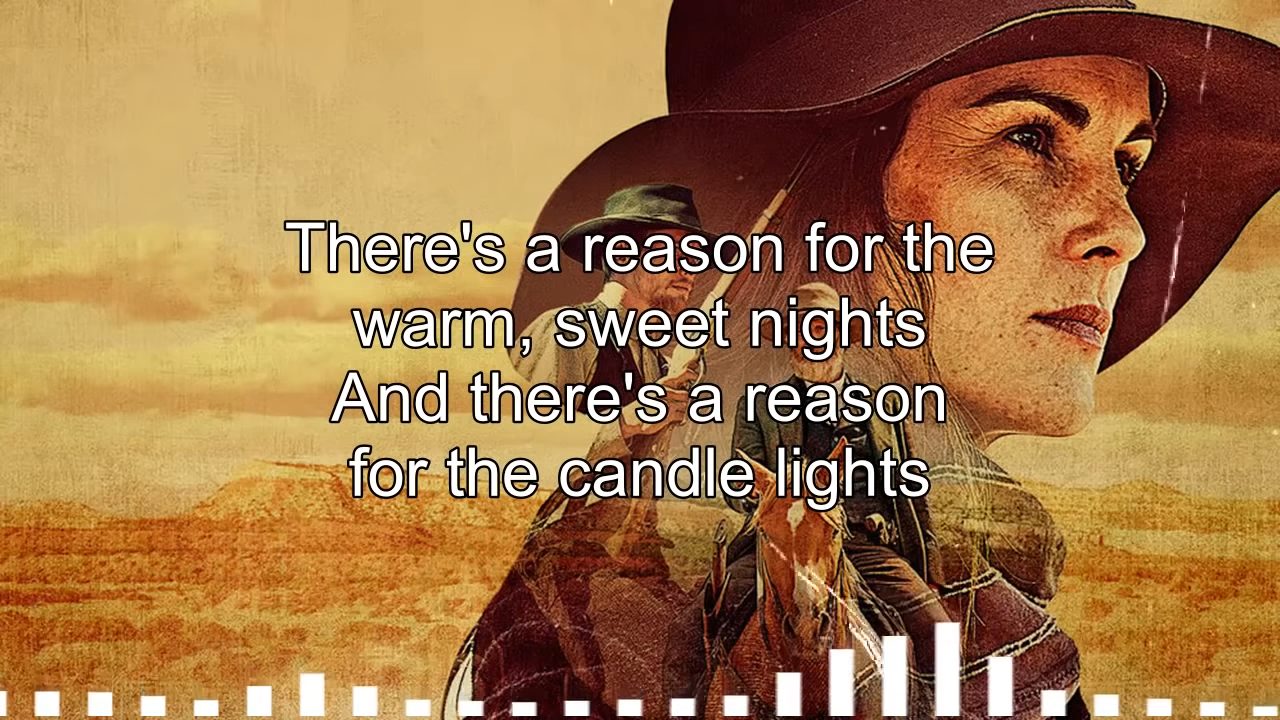 There's a reason for the
warm, sweet nights
And there's a reason
for the candle lights